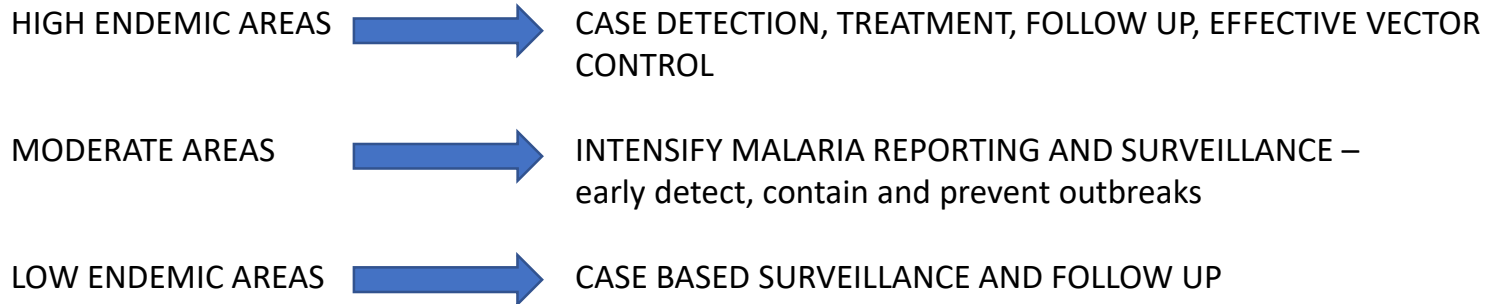 HIGH ENDEMIC AREAS CASE DETECTION, TREATMENT, FOLLOW UP, EFFECTIVE VECTOR
CONTROL
MODERATE AREAS INTENSIFY MALARIA REPORTING AND SURVEILLANCE –
early detect, contain and prevent outbreaks
LOW ENDEMIC AREAS CASE BASED SURVEILLANCE AND FOLLOW UP